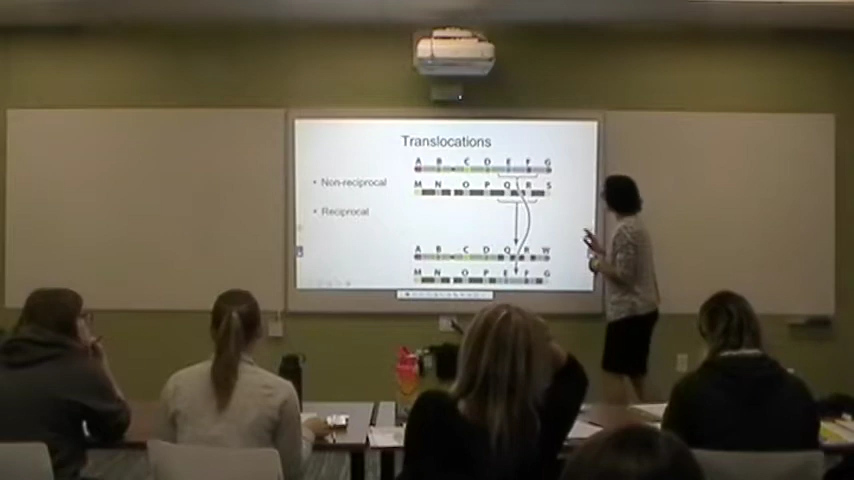 Translocations
A B C D E F G
• Non-reciprocal
M N O P Q R S
• Reciprocal
A B C D Q R W
M N O P E F G